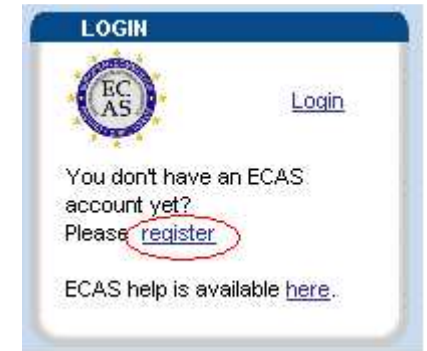 LOGIN
EC
AS
Login
You don't have an ECAS
account yet?
Please register
ECAS help is available here.